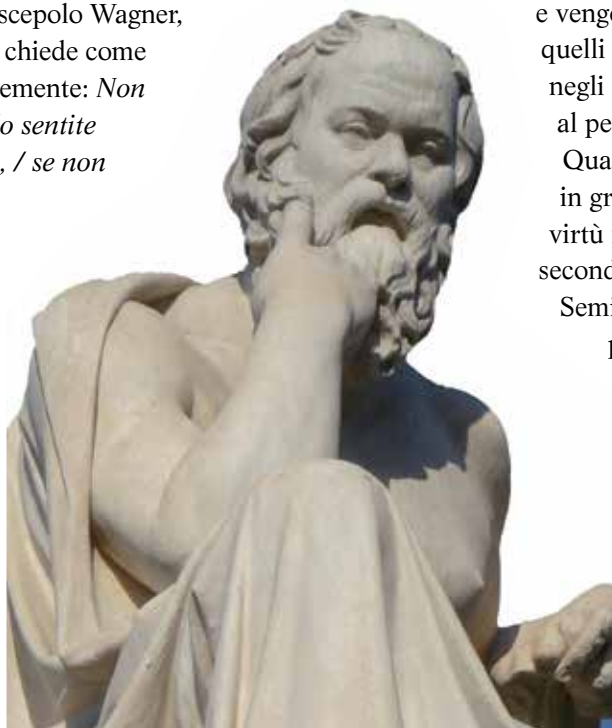 scepolo Wagner,
chiede come
emente: Non
o sentite
, / se non
e veng
quelli
negli
al pe
Qua
in gr
virtù
second
Semi
p